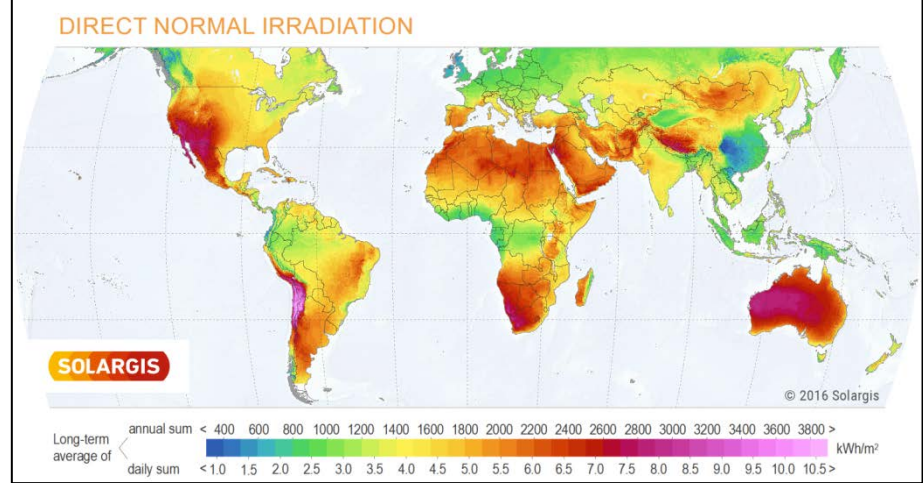 DIRECT NORMAL IRRADIATION
SOLARGIS
© 2016 Solargis
Long-term average of
annual sum < 400 600 800 1000 1200 1400 1600 1800 2000 2200 2400 2600 2800 3000 3200 3400 3600 3800 >
kWh/m²
daily sum < 1.0 1.5 2.0 2.5 3.0 3.5 4.0 4.5 5.0 5.5 6.0 6.5 7.0 7.5 8.5 9.0 9.5 10.0 10.5 >